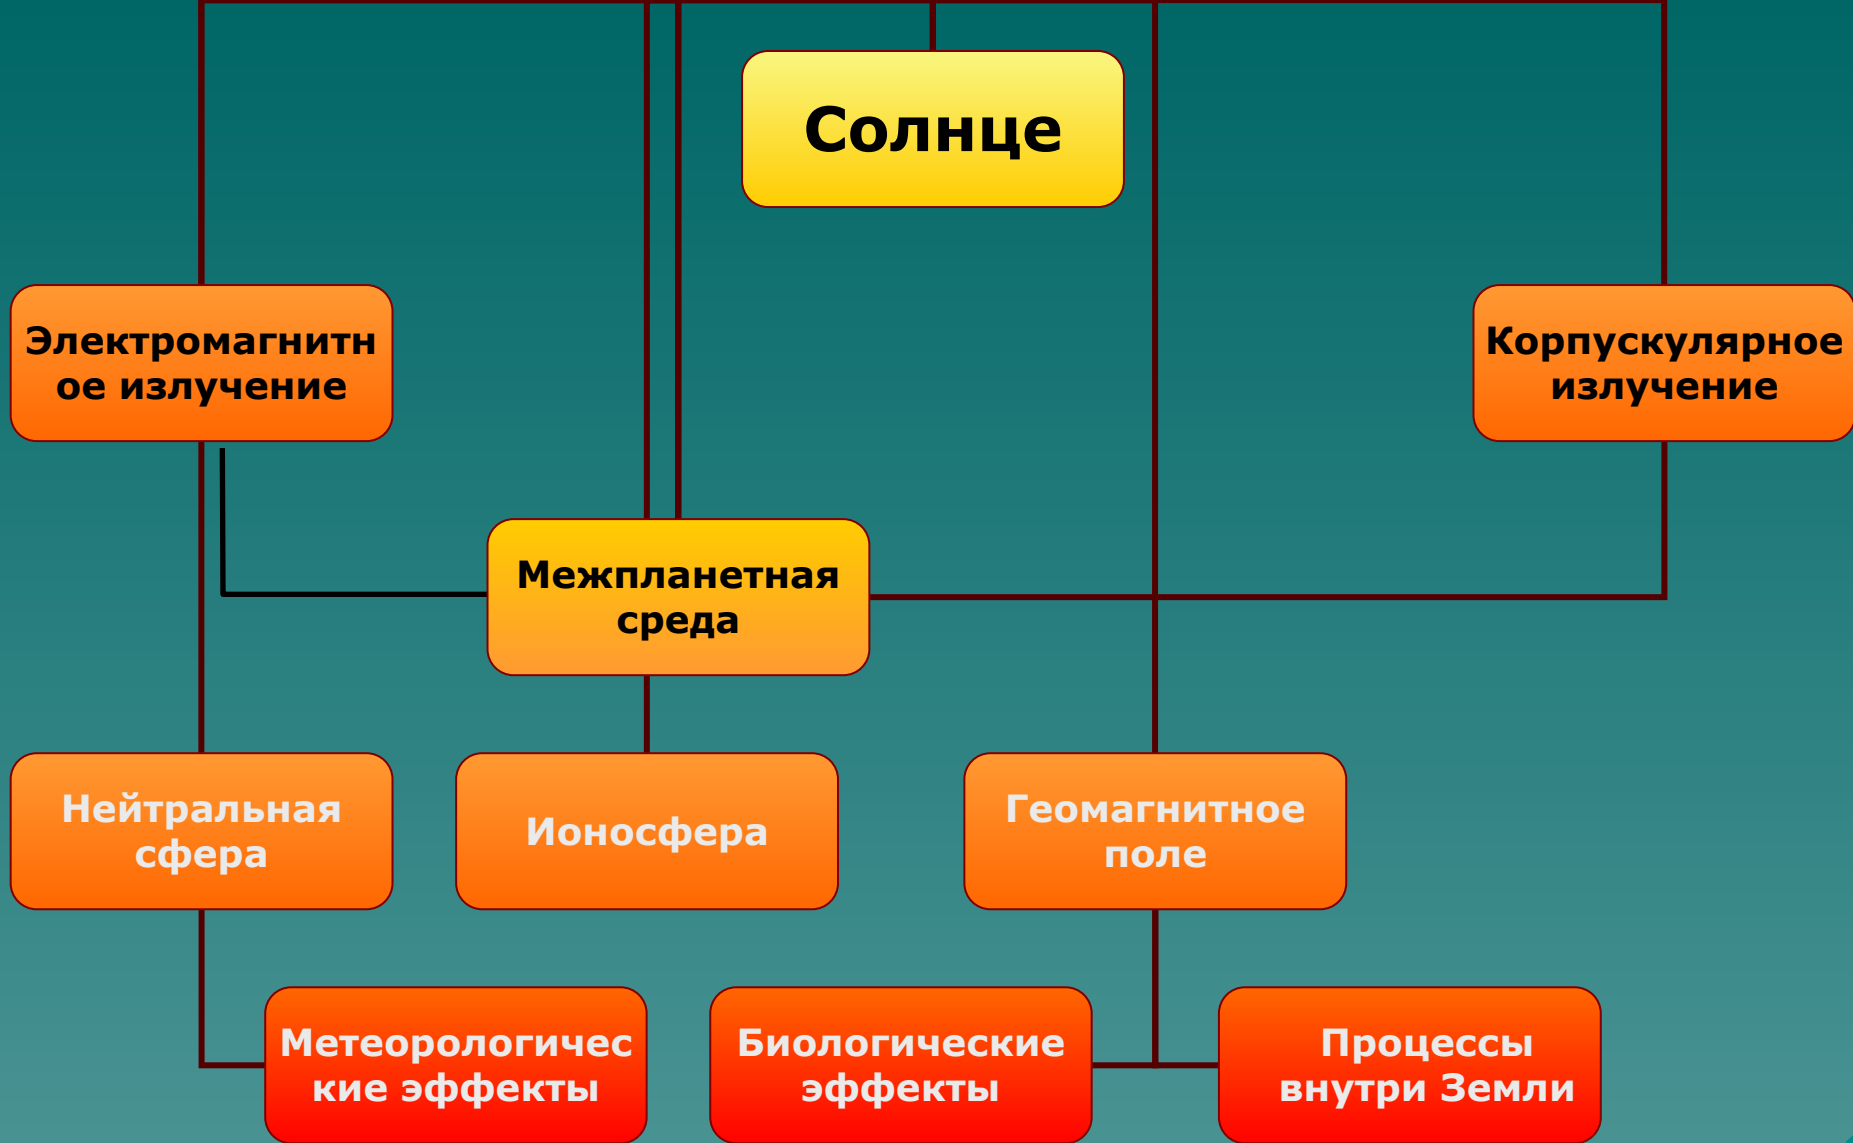 Солнце
Электромагнитн
ое излучение
Корпускулярное
излучение
Межпланетная
среда
Нейтральная
сфера
Ионосфера
Геомагнитное
поле
Метеорологичес
кие эффекты
Биологические
эффекты
Процессы
внутри Земли